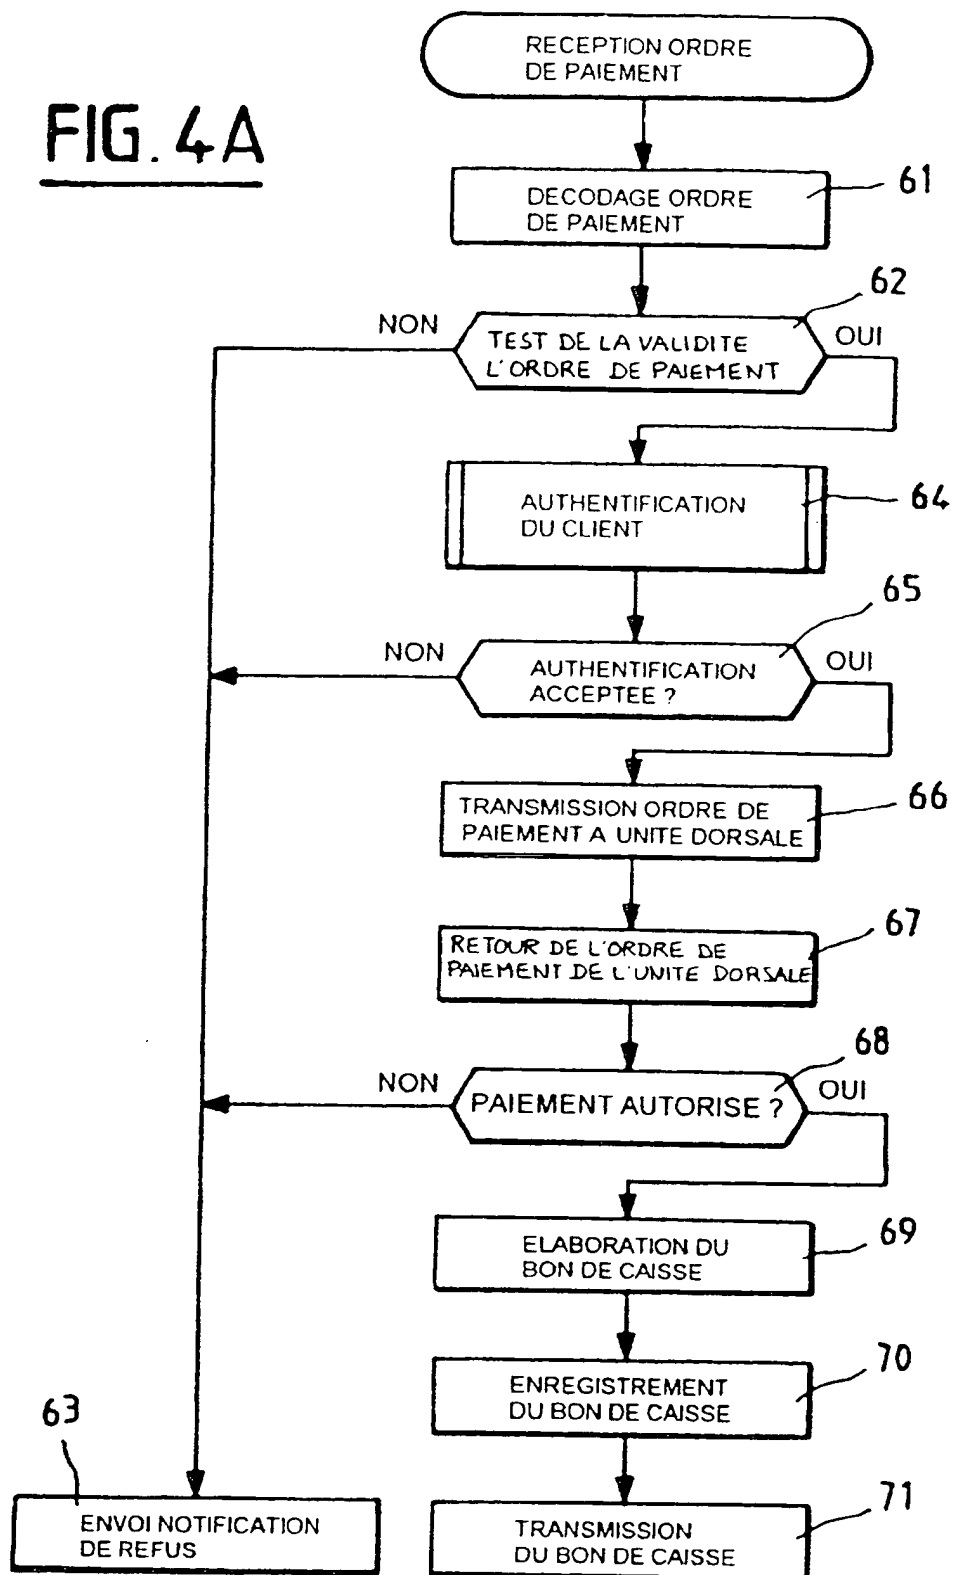 FIG. 4A
RECEPTION ORDRE
DE PAIEMENT
61
DECODAGE ORDRE
DE PAIEMENT
62
NON
OUI
TEST DE LA VALIDITE
L'ORDRE DE PAIEMENT
64
AUTHENTIFICATION
DU CLIENT
65
NON
OUI
AUTHENTIFICATION
ACCEPTEE ?
66
TRANSMISSION ORDRE DE
PAIEMENT A UNITE DORSALE
67
RETOUR DE L'ORDRE DE
PAIEMENT DE L'UNITE DORSALE
68
NON
OUI
PAIEMENT AUTORISE ?
69
ELABORATION DU
BON DE CAISSE
70
ENREGISTREMENT
DU BON DE CAISSE
63
ENVOI NOTIFICATION
DE REFUS
71
TRANSMISSION
DU BON DE CAISSE